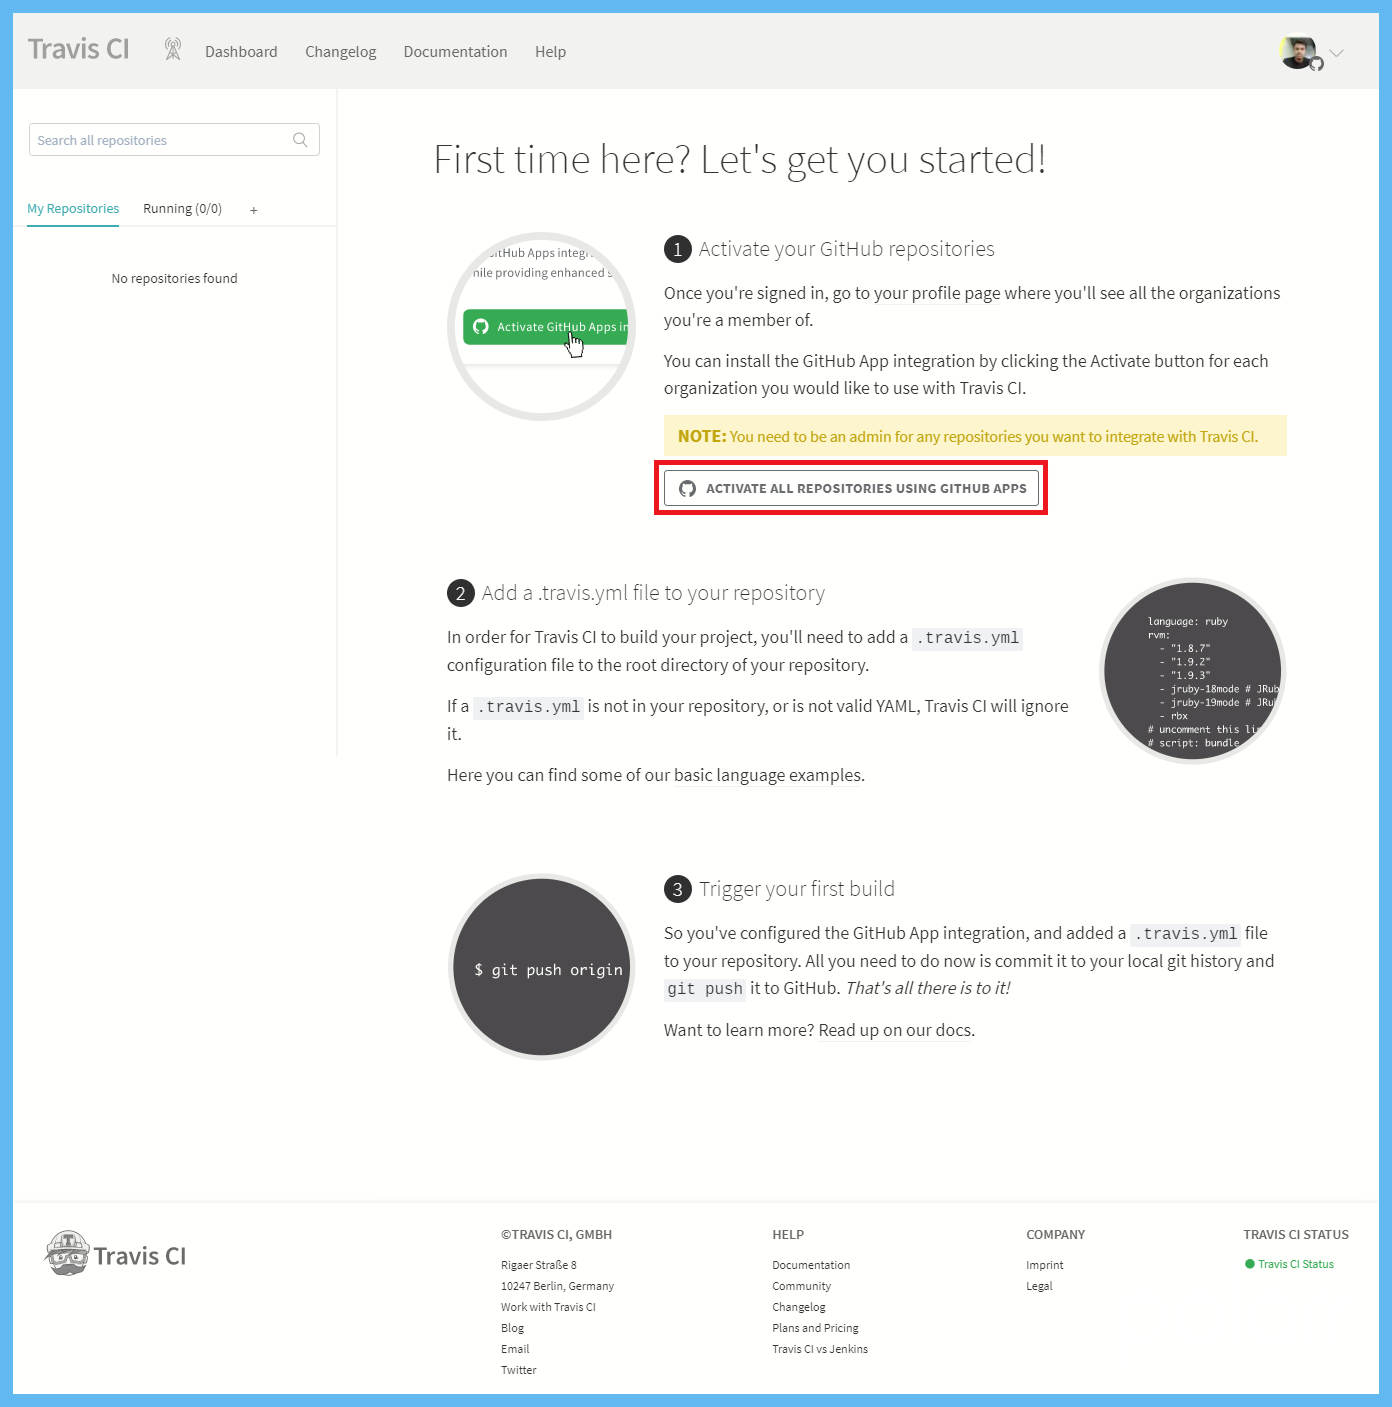 Travis CI
Dashboard
Changelog
Documentation
Help
Search all repositories
My Repositories
Running (0/0)
+
No repositories found
First time here? Let's get you started!
GitHub Apps
providing enhanced
Activate GitHub Apps
1 Activate your GitHub repositories
Once you're signed in, go to your profile page where you'll see all the organizations
you're a member of.
You can install the GitHub App integration by clicking the Activate button for each
organization you would like to use with Travis CI.
NOTE: You need to be an admin for any repositories you want to integrate with Travis CI.
ACTIVATE ALL REPOSITORIES USING GITHUB APPS
2 Add a .travis.yml file to your repository
In order for Travis CI to build your project, you'll need to add a .travis.yml
configuration file to the root directory of your repository.
If a .travis.yml is not in your repository, or is not valid YAML, Travis CI will ignore
it.
Here you can find some of our basic language examples.
language: ruby
rvm:
- "1.8.7"
- "1.9.2"
- "1.9.3"
- jruby-18mode # JRub
- jruby-19mode # JRu
- rbx
# uncomment this li
# script: bundle
$ git push origin
3 Trigger your first build
So you've configured the GitHub App integration, and added a .travis.yml file
to your repository. All you need to do now is commit it to your local git history and
git push it to GitHub. That's all there is to it!
Want to learn more? Read up on our docs.
Travis CI
©TRAVIS CI, GMBH
Rigaer Straße 8
10247 Berlin, Germany
Work with Travis CI
Blog
Email
Twitter
HELP
Documentation
Community
Changelog
Plans and Pricing
Travis CI vs Jenkins
COMPANY
Imprint
Legal
TRAVIS CI STATUS
Travis CI Status